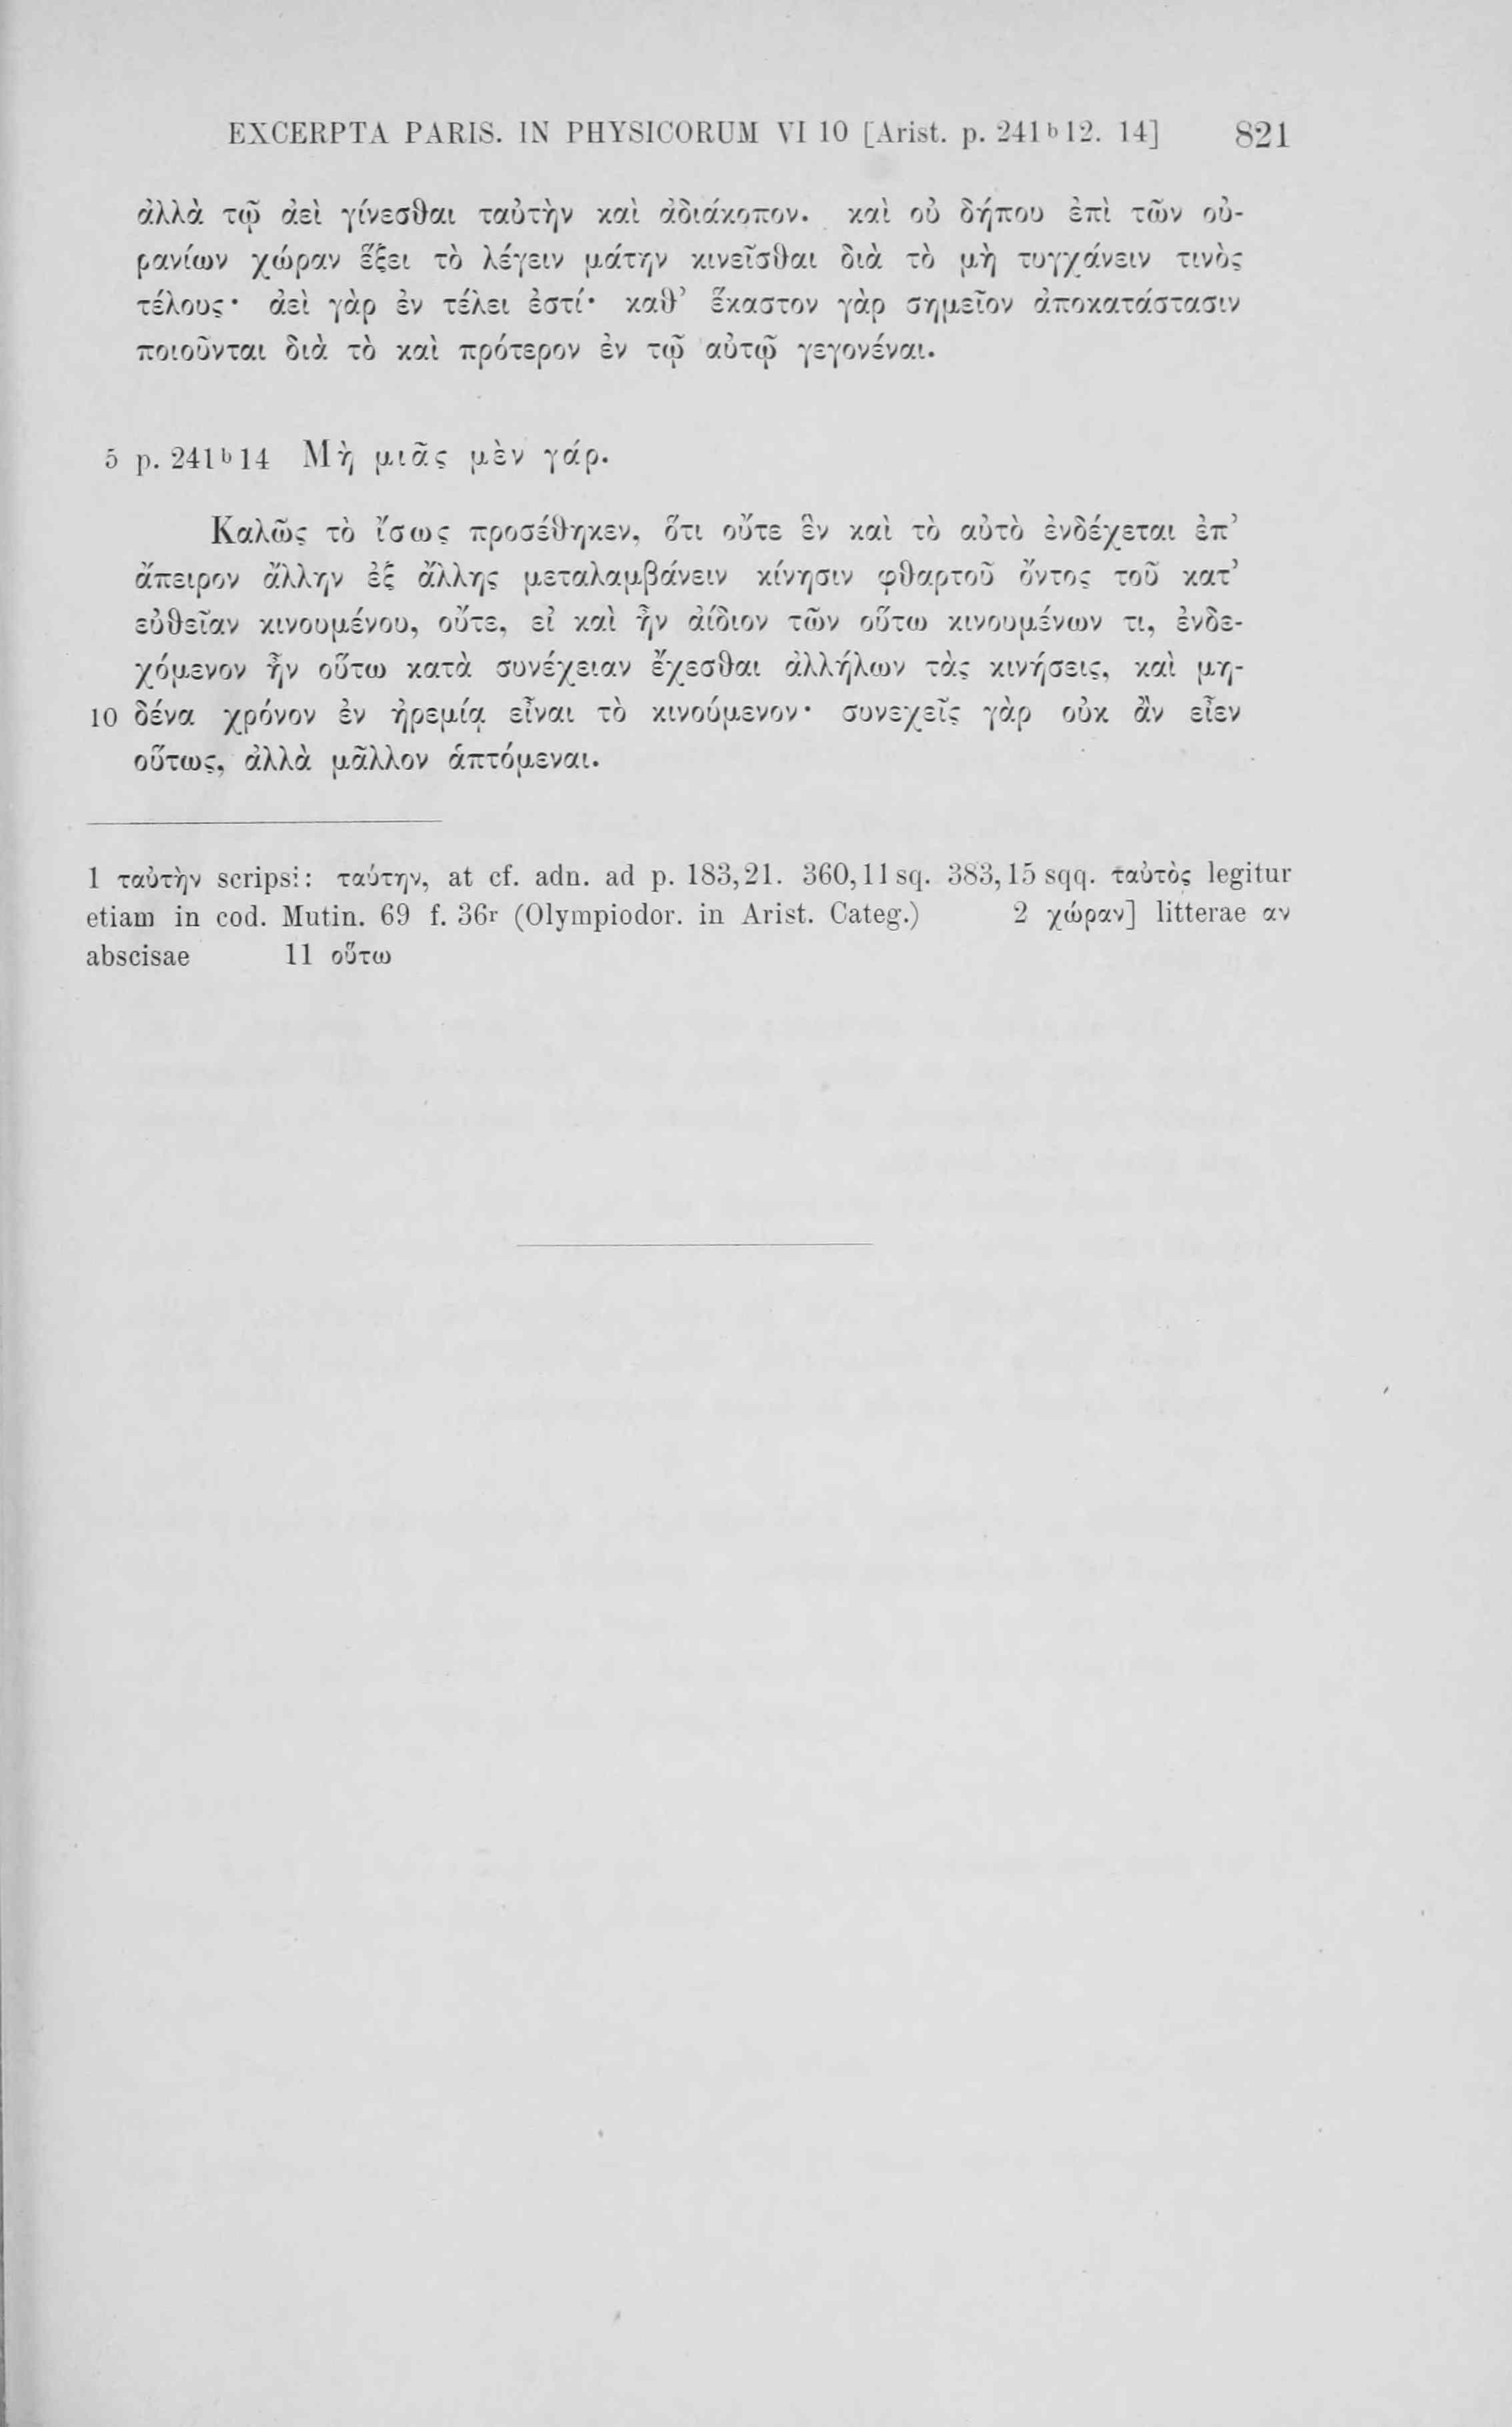 EXCERPTA PARIS. IN PHYSICORUM VI 10 [Arist. p. 241ᵇ12. 14] 821
ἀλλὰ τῷ ἀεὶ γίνεσθαι ταὐτὴν καὶ ἀδιάκοπον. καὶ οὐ δήπου ἐπὶ τῶν οὐ-
ρανίων χώραν ἕξει τὸ λέγειν μάτην κινεῖσθαι διὰ τὸ μὴ τυγχάνειν τινὸς
τέλους· ἀεὶ γὰρ ἐν τέλει ἐστί· καθ’ ἕκαστον γὰρ σημεῖον ἀποκατάστασιν
ποιοῦνται διὰ τὸ καὶ πρότερον ἐν τῷ αὐτῷ γεγονέναι.
5 p. 241ᵇ14 Μὴ μιᾶς μὲν γάρ.
Καλῶς τὸ ἴσως προσέθηκεν, ὅτι οὔτε ἓν καὶ τὸ αὐτὸ ἐνδέχεται ἐπ’
ἄπειρον ἄλλην ἐξ ἄλλης μεταλαμβάνειν κίνησιν φθαρτοῦ ὄντος τοῦ κατ’
εὐθεῖαν κινουμένου, οὔτε, εἰ καὶ ἦν ἀίδιον τῶν οὕτω κινουμένων τι, ἐνδε-
χόμενον ἦν οὕτω κατὰ συνέχειαν ἔχεσθαι ἀλλήλων τὰς κινήσεις, καὶ μη-
10 δένα χρόνον ἐν ἠρεμίᾳ εἶναι τὸ κινούμενον· συνεχεῖς γὰρ οὐκ ἂν εἶεν
οὕτως, ἀλλὰ μᾶλλον ἁπτόμεναι.
1 ταὐτὴν scripsi: ταύτην, at cf. adn. ad p. 183,21. 360,11 sq. 383,15 sqq. ταὐτὸς legitur
etiam in cod. Mutin. 69 f. 36ʳ (Olympiodor. in Arist. Categ.) 2 χώραν] litterae αν
abscisae 11 οὕτω